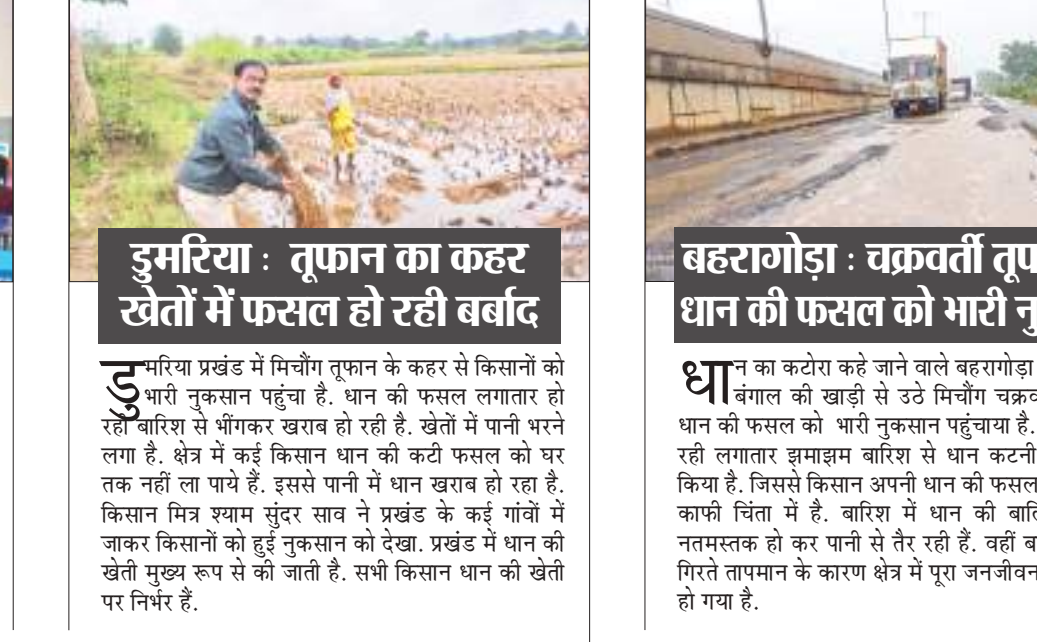 डुमरिया : तूफान का कहर
खेतों में फसल हो रही बर्बाद
डुमरिया प्रखंड में मिचौंग तूफान के कहर से किसानों को
भारी नुकसान पहुंचा है. धान की फसल लगातार हो
रही बारिश से भींगकर खराब हो रही है. खेतों में पानी भरने
लगा है. क्षेत्र में कई किसान धान की कटी फसल को घर
तक नहीं ला पाये हैं. इससे पानी में धान खराब हो रहा है.
किसान मित्र श्याम सुंदर साव ने प्रखंड के कई गांवों में
जाकर किसानों को हुई नुकसान को देखा. प्रखंड में धान की
खेती मुख्य रूप से की जाती है. सभी किसान धान की खेती
पर निर्भर हैं.
बहरागोड़ा : चक्रवर्ती तूफ
धान की फसल को भारी नु
धान का कटोरा कहे जाने वाले बहरागोड़ा
बंगाल की खाड़ी से उठे मिचौंग चक्रव
धान की फसल को भारी नुकसान पहुंचाया है.
रही लगातार झमाझम बारिश से धान कटनी
किया है. जिससे किसान अपनी धान की फसल
काफी चिंता में है. बारिश में धान की बालि
नतमस्तक हो कर पानी से तैर रही हैं. वहीं ब
गिरते तापमान के कारण क्षेत्र में पूरा जनजीवन
हो गया है.